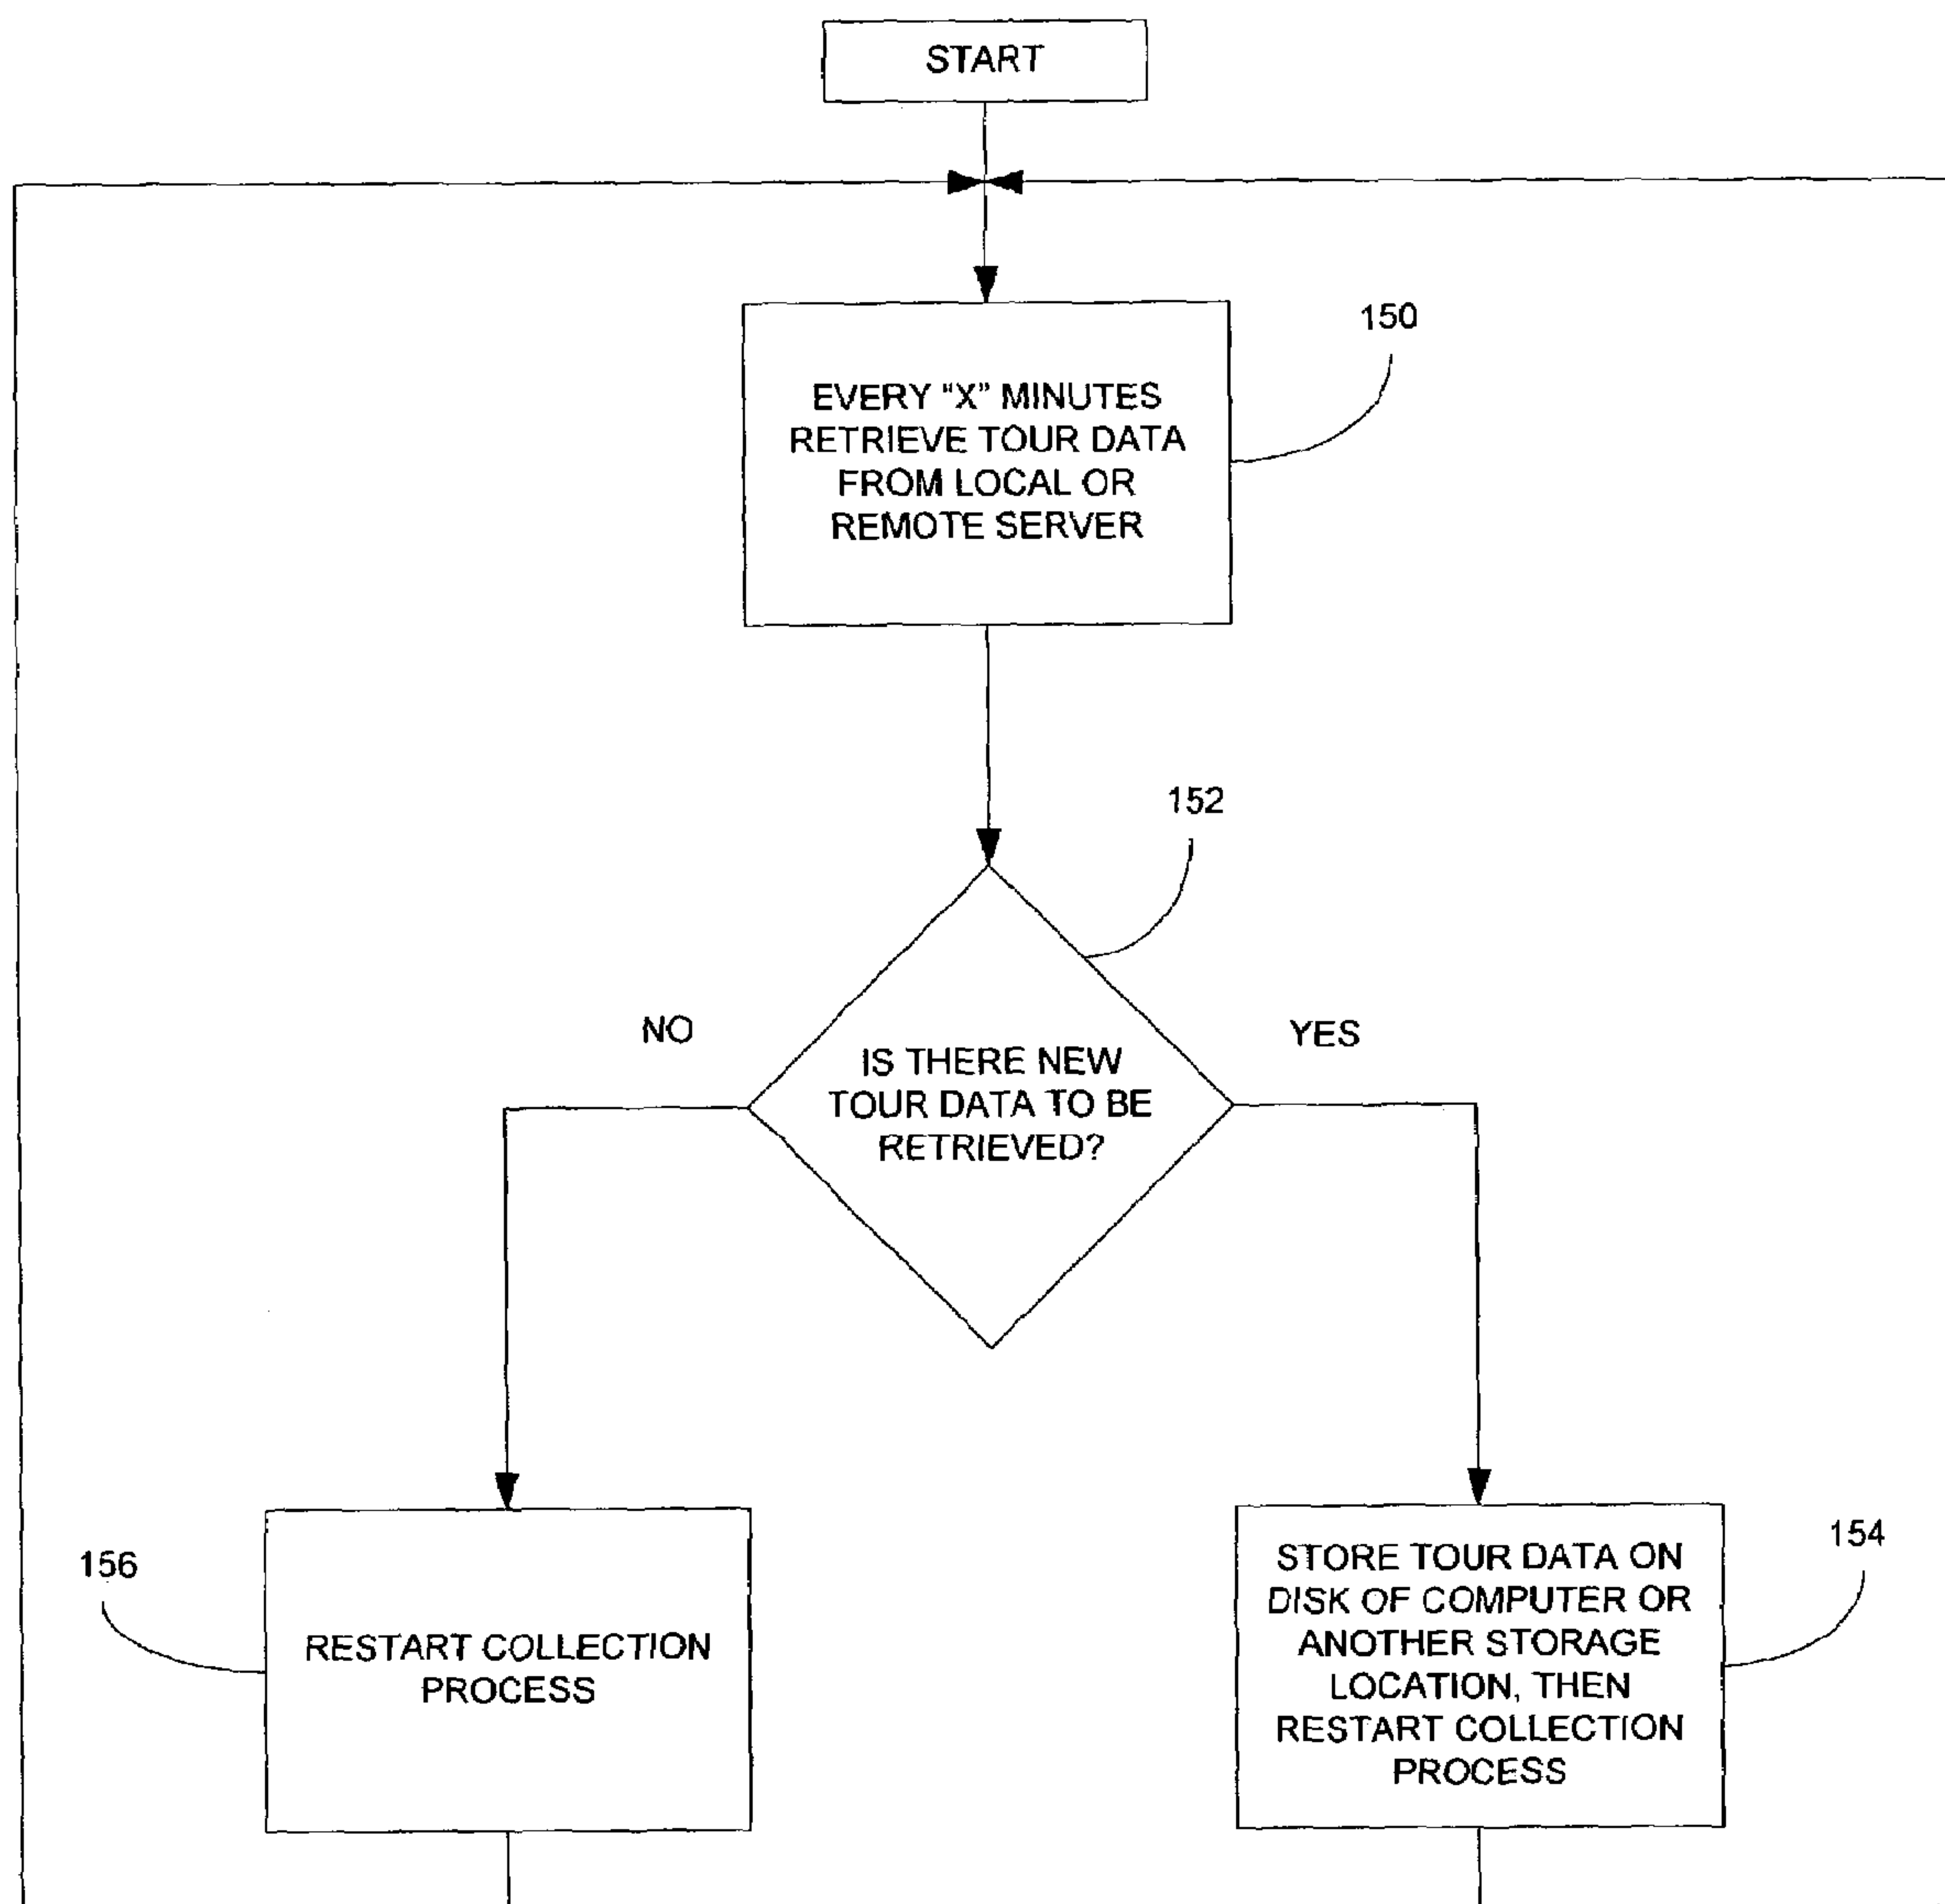 START
150
EVERY “X” MINUTES
RETRIEVE TOUR DATA
FROM LOCAL OR
REMOTE SERVER
152
NO
YES
IS THERE NEW
TOUR DATA TO BE
RETRIEVED?
156
RESTART COLLECTION
PROCESS
154
STORE TOUR DATA ON
DISK OF COMPUTER OR
ANOTHER STORAGE
LOCATION, THEN
RESTART COLLECTION
PROCESS